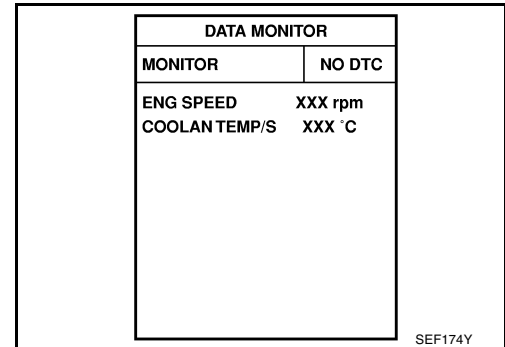 DATA MONITOR
MONITOR NO DTC
ENG SPEED XXX rpm
COOLAN TEMP/S XXX °C
SEF174Y